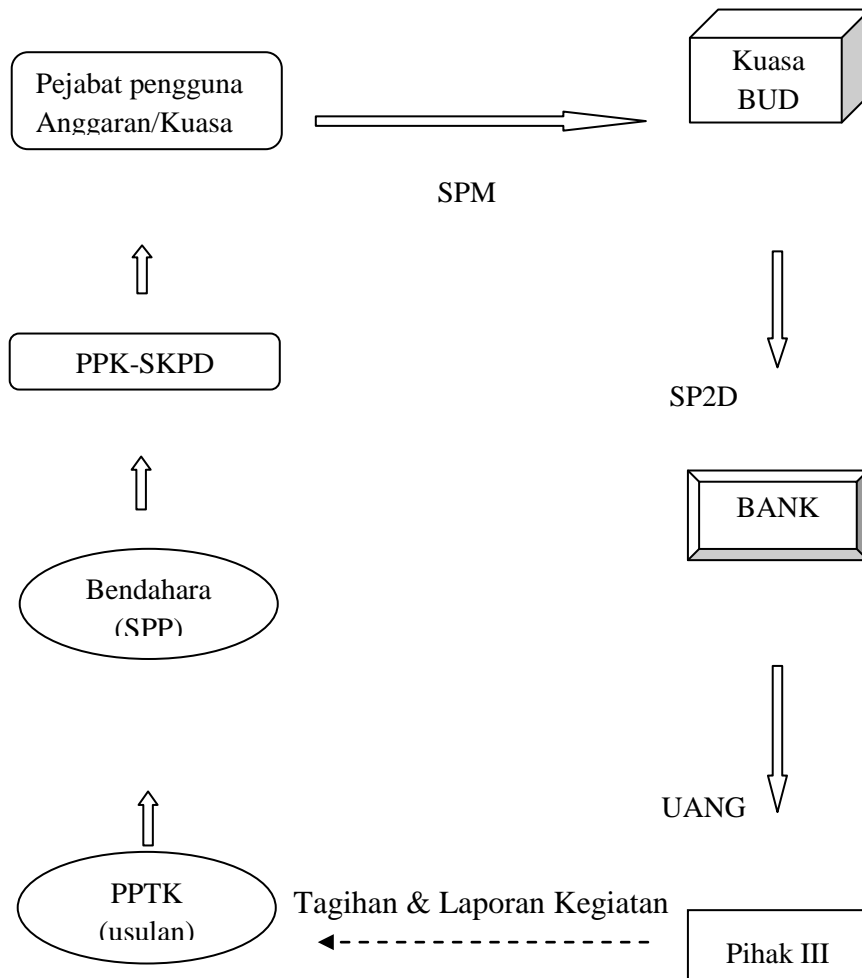 Pejabat pengguna
Anggaran/Kuasa
Kuasa
BUD
SPM
PPK-SKPD
SP2D
BANK
Bendahara
(SPP)
UANG
PPTK
(usulan)
Tagihan & Laporan Kegiatan
Pihak III